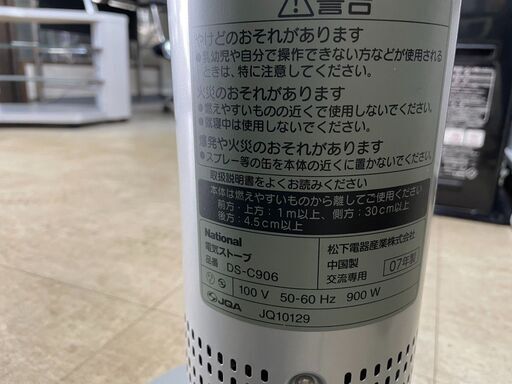 ⚠警告
やけどのおそれがあります
●乳幼児や自分で操作できない方などが使用される
ときは、特に注意してください。
火災のおそれがあります
●燃えやすいものの近くで使用しないでください。
●就寝中は使用しないでください。
爆発や火災のおそれがあります
●スプレー等の缶を本体の近くに置かないでください。
取扱説明書をよくお読みください
本体は燃えやすいものから離してご使用ください
前方・上方：1m以上、側方：30cm以上
後方：4.5cm以上
National
電気ストーブ
品番 DS-C906
松下電器産業株式会社
中国製
交流専用
07年製
100 V 50-60 Hz 900 W
JQA JQ10129